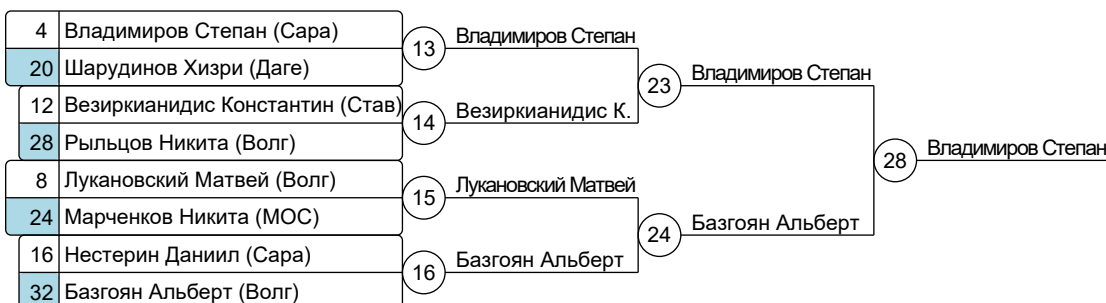 4 Владимиров Степан (Сара)
20 Шарудинов Хизри (Даге)
12 Везиркианидис Константин (Став)
28 Рыльцов Никита (Волг)
8 Лукановский Матвей (Волг)
24 Марченков Никита (МОС)
16 Нестерин Даниил (Сара)
32 Базгоян Альберт (Волг)
13 Владимиров Степан
14 Везиркианидис К.
15 Лукановский Матвей
16 Базгоян Альберт
23 Владимиров Степан
24 Базгоян Альберт
28 Владимиров Степан